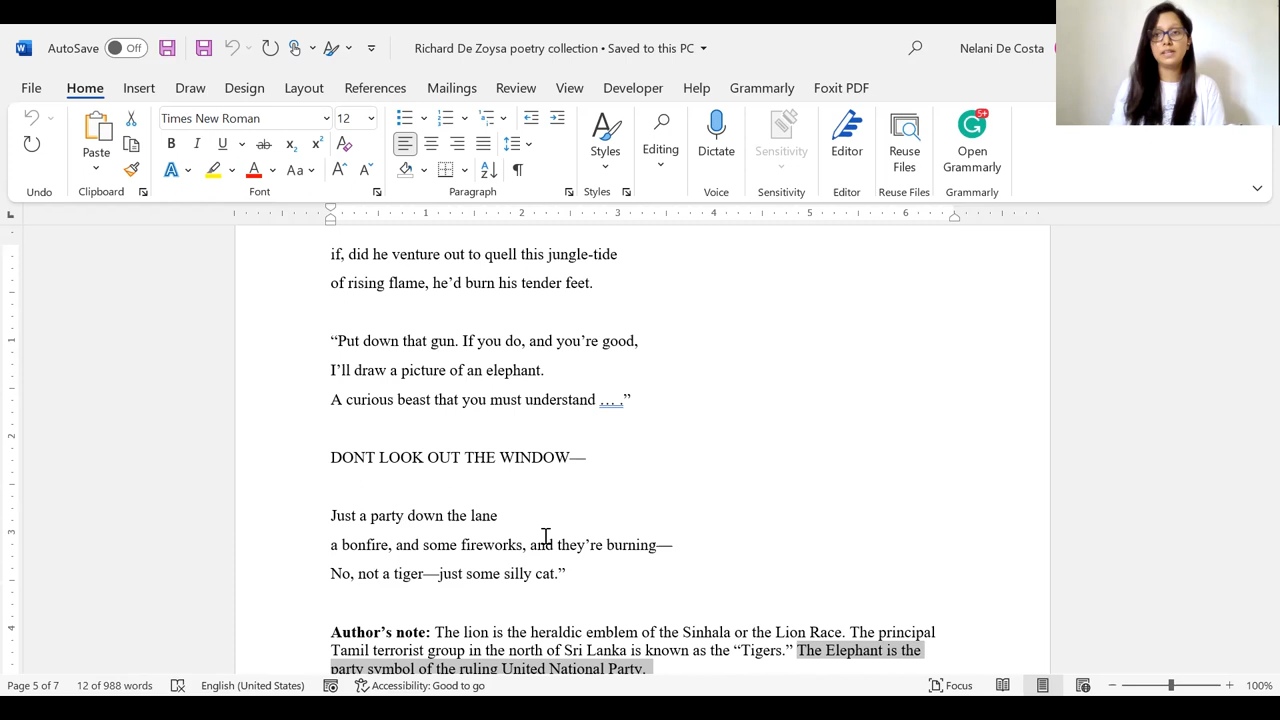 AutoSave Off Richard De Zoysa poetry collection • Saved to this PC Nelani De Costa
File Home Insert Draw Design Layout References Mailings Review View Developer Help Grammarly Foxit PDF
Times New Roman 12
Paste Styles Editing Dictate Sensitivity Editor Reuse Files Open Grammarly
Undo Clipboard Font Paragraph Styles Voice Sensitivity Editor Reuse Files Grammarly
1 2 3 4 5 6
if, did he venture out to quell this jungle-tide
of rising flame, he’d burn his tender feet.
“Put down that gun. If you do, and you’re good,
I’ll draw a picture of an elephant.
A curious beast that you must understand … .”
DONT LOOK OUT THE WINDOW—
Just a party down the lane
a bonfire, and some fireworks, and they’re burning—
No, not a tiger—just some silly cat.”
Author’s note: The lion is the heraldic emblem of the Sinhala or the Lion Race. The principal
Tamil terrorist group in the north of Sri Lanka is known as the “Tigers.” The Elephant is the
party symbol of the ruling United National Party.
Page 5 of 7 12 of 988 words English (United States) Accessibility: Good to go Focus 100%